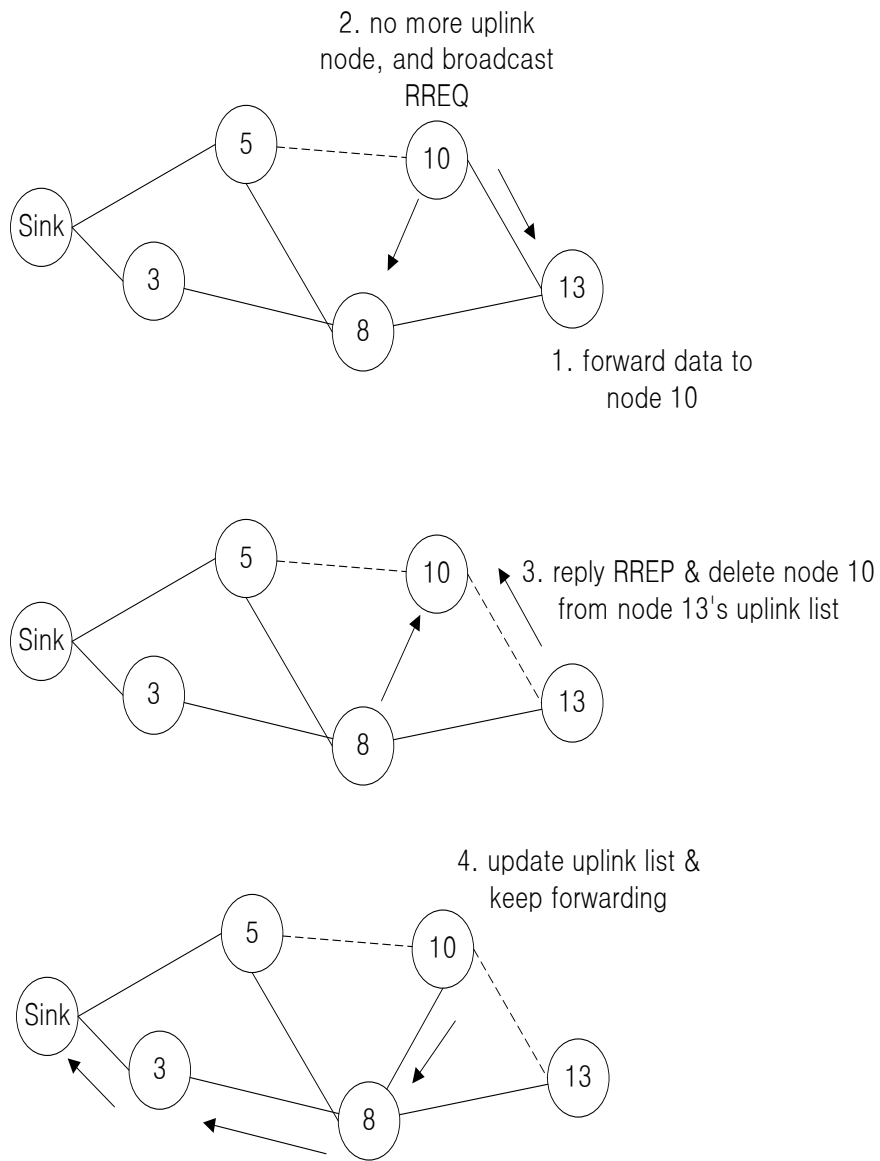 2. no more uplink
node, and broadcast
RREQ
5
10
Sink
3
13
8
1. forward data to
node 10
5
10
3. reply RREP & delete node 10
from node 13's uplink list
Sink
3
13
8
4. update uplink list &
keep forwarding
5
10
Sink
3
13
8